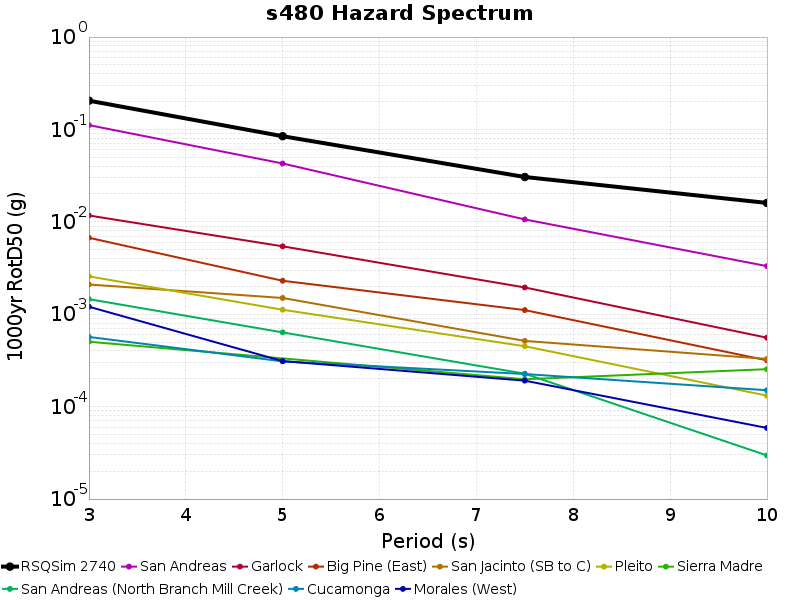 s480 Hazard Spectrum
1000yr RotD50 (g)
10^0
10^-1
10^-2
10^-3
10^-4
10^-5
3 4 5 6 7 8 9 10
Period (s)
RSQSim 2740 San Andreas Garlock Big Pine (East) San Jacinto (SB to C) Pleito Sierra Madre
San Andreas (North Branch Mill Creek) Cucamonga Morales (West)